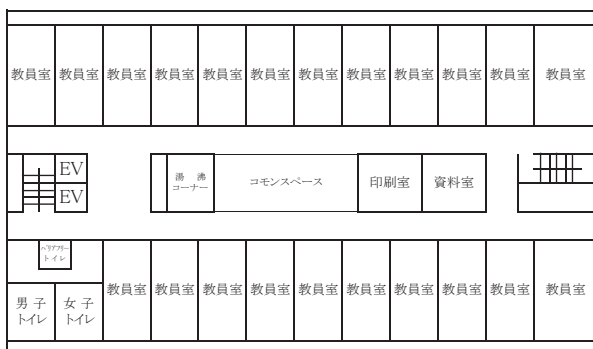 教員室 教員室 教員室 教員室 教員室 教員室 教員室 教員室 教員室 教員室 教員室 教員室
EV
EV
湯 沸
コーナー
コモンスペース
印刷室
資料室
バリアフリー
トイレ
男 子
トイレ
女 子
トイレ
教員室 教員室 教員室 教員室 教員室 教員室 教員室 教員室 教員室 教員室